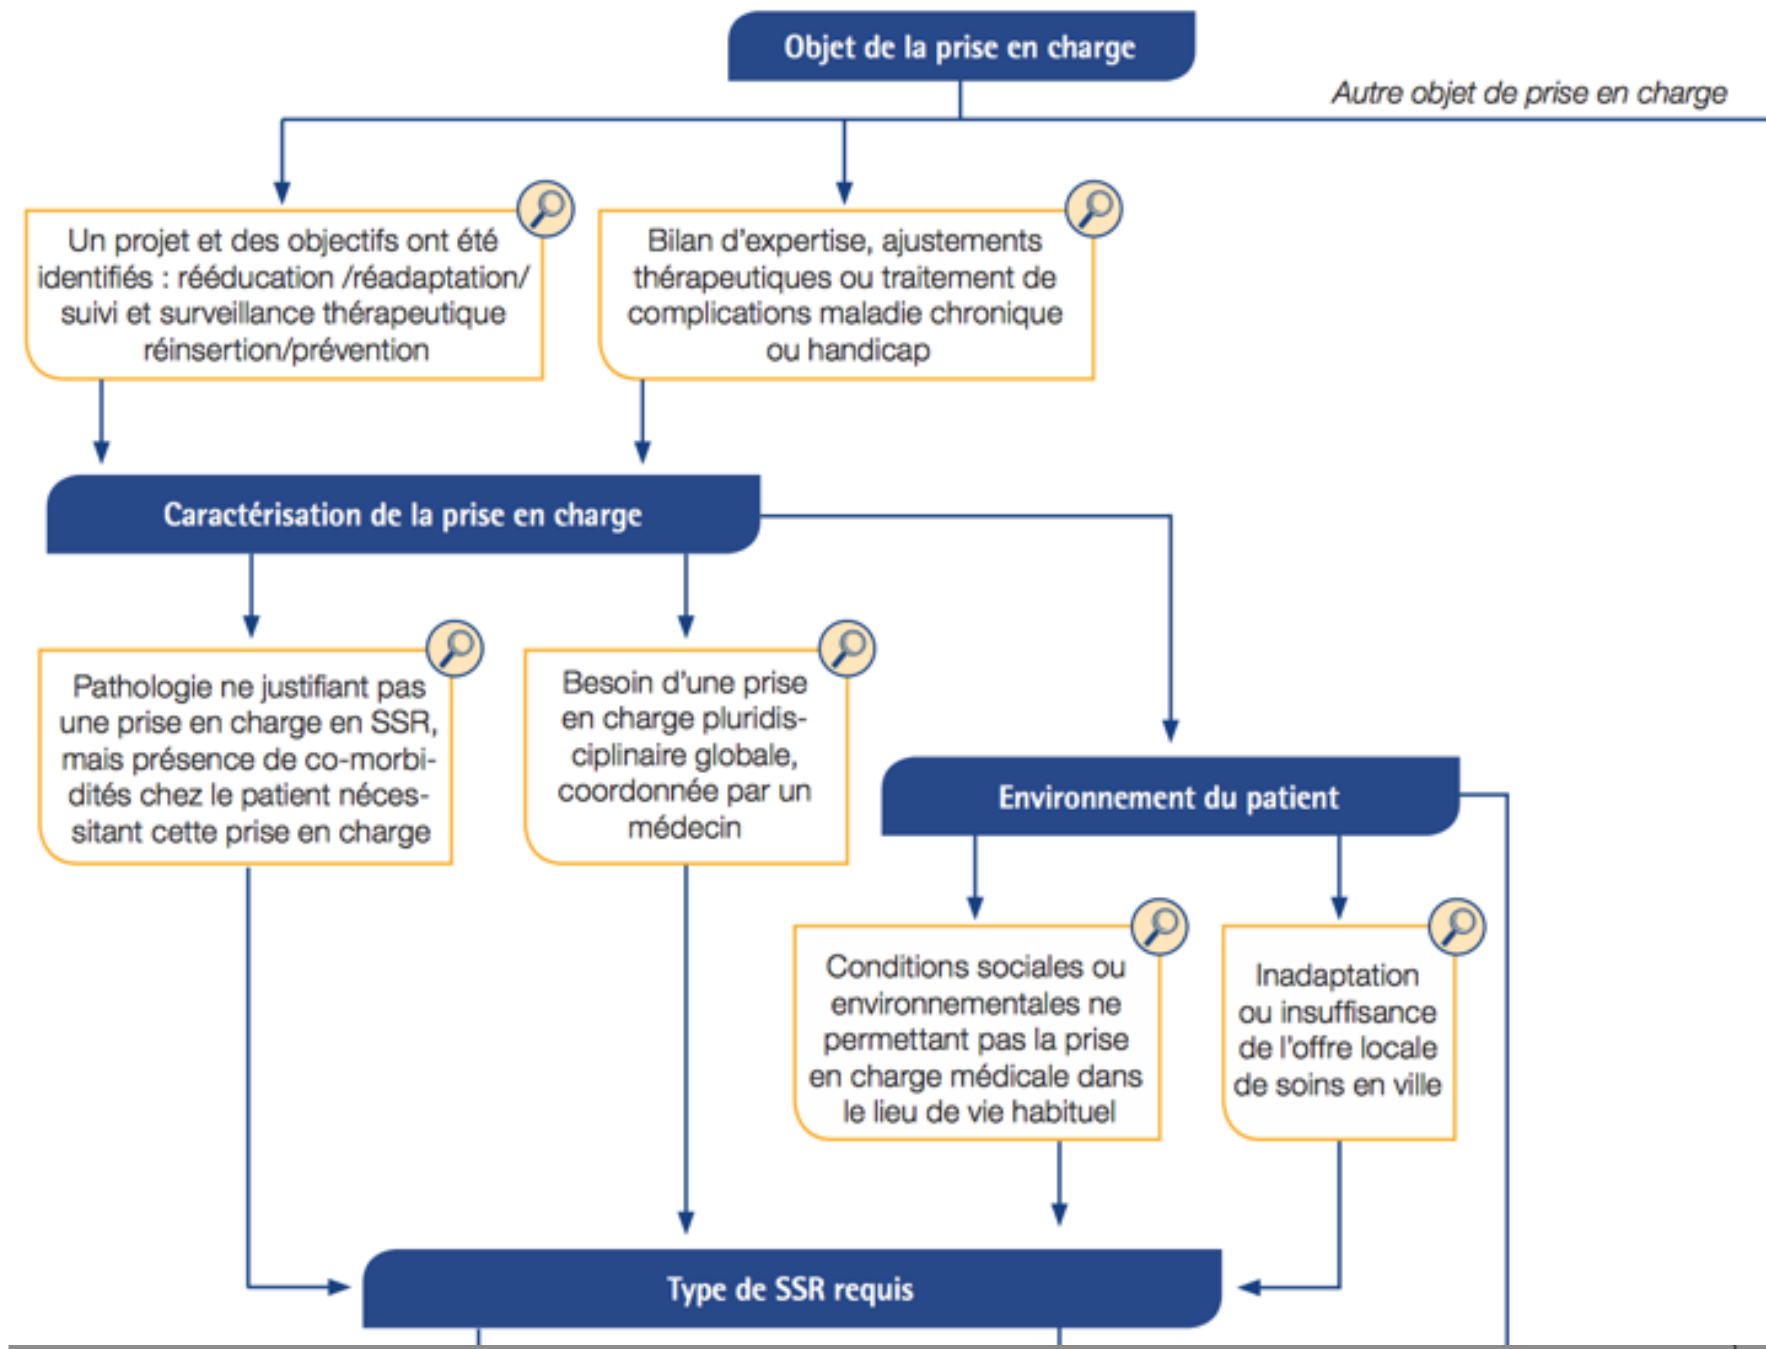 Objet de la prise en charge
Autre objet de prise en charge
Un projet et des objectifs ont été
identifiés : rééducation /réadaptation/
suivi et surveillance thérapeutique
réinsertion/prévention
Bilan d'expertise, ajustements
thérapeutiques ou traitement de
complications maladie chronique
ou handicap
Caractérisation de la prise en charge
Pathologie ne justifiant pas
une prise en charge en SSR,
mais présence de co-morbi-
dités chez le patient néces-
sitant cette prise en charge
Besoin d'une prise
en charge pluridis-
ciplinaire globale,
coordonnée par un
médecin
Environnement du patient
Conditions sociales ou
environnementales ne
permettant pas la prise
en charge médicale dans
le lieu de vie habituel
Inadaptation
ou insuffisance
de l'offre locale
de soins en ville
Type de SSR requis